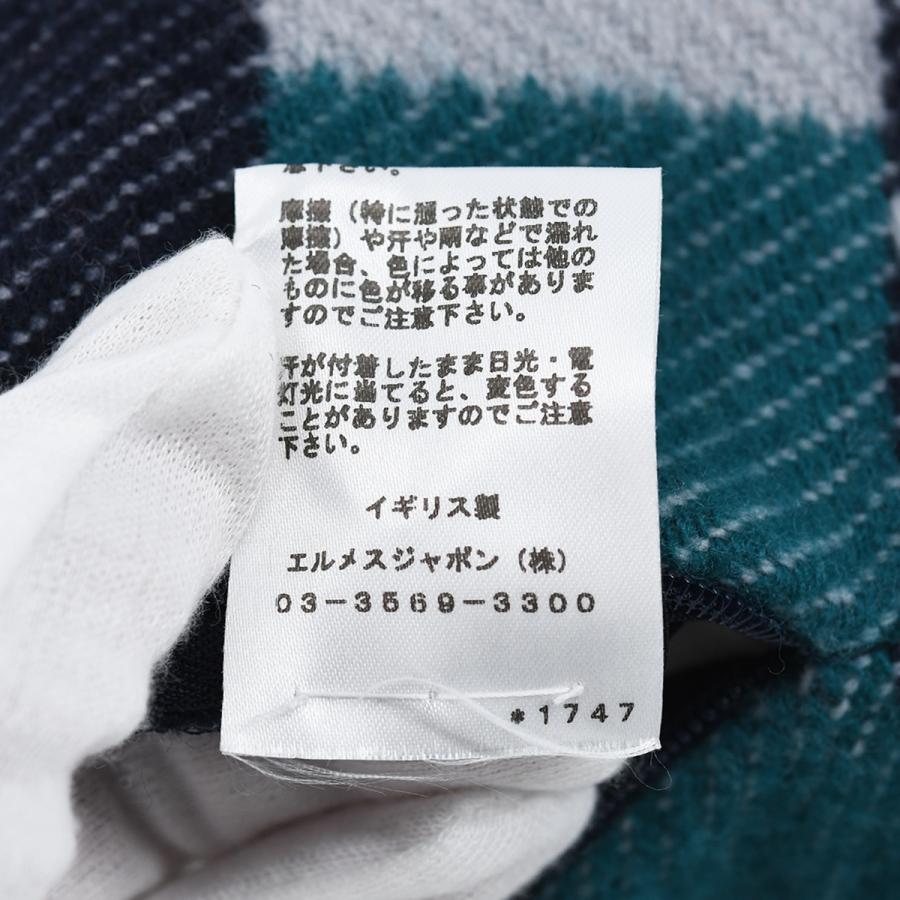 意下さい。
摩擦（特に湿った状態での
摩擦）や汗や雨などで濡れ
た場合、色によっては他の
ものに色が移る事がありま
すのでご注意下さい。
汗が付着したまま日光・電
灯光に当てると、変色する
ことがありますのでご注意
下さい。
イギリス製
エルメスジャポン（株）
03-3569-3300
*1747